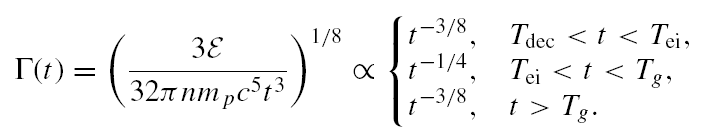 Γ(t) = (3ℰ / 32πnm_pc^5t^3)^{1/8} ∝ { t^{−3/8}, T_dec < t < T_ei,
t^{−1/4}, T_ei < t < T_g,
t^{−3/8}, t > T_g.